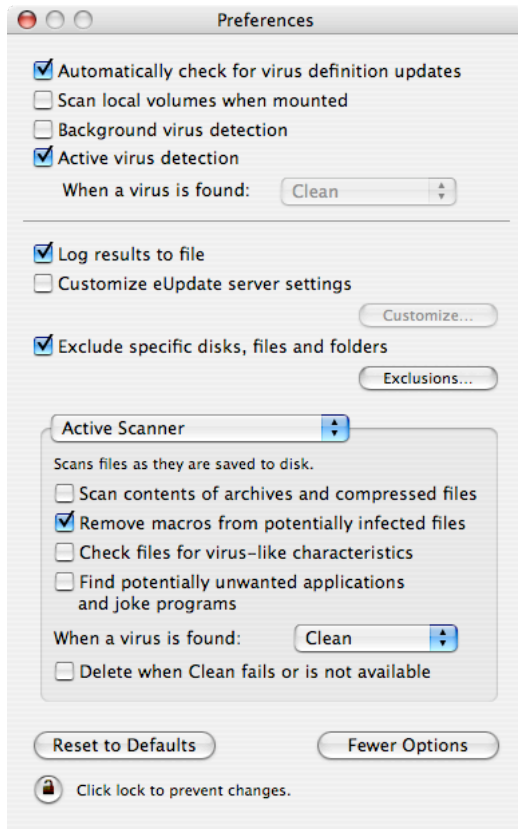 Preferences
Automatically check for virus definition updates
Scan local volumes when mounted
Background virus detection
Active virus detection
When a virus is found: Clean
Log results to file
Customize eUpdate server settings
Customize...
Exclude specific disks, files and folders
Exclusions...
Active Scanner
Scans files as they are saved to disk.
Scan contents of archives and compressed files
Remove macros from potentially infected files
Check files for virus-like characteristics
Find potentially unwanted applications
and joke programs
When a virus is found: Clean
Delete when Clean fails or is not available
Reset to Defaults Fewer Options
Click lock to prevent changes.